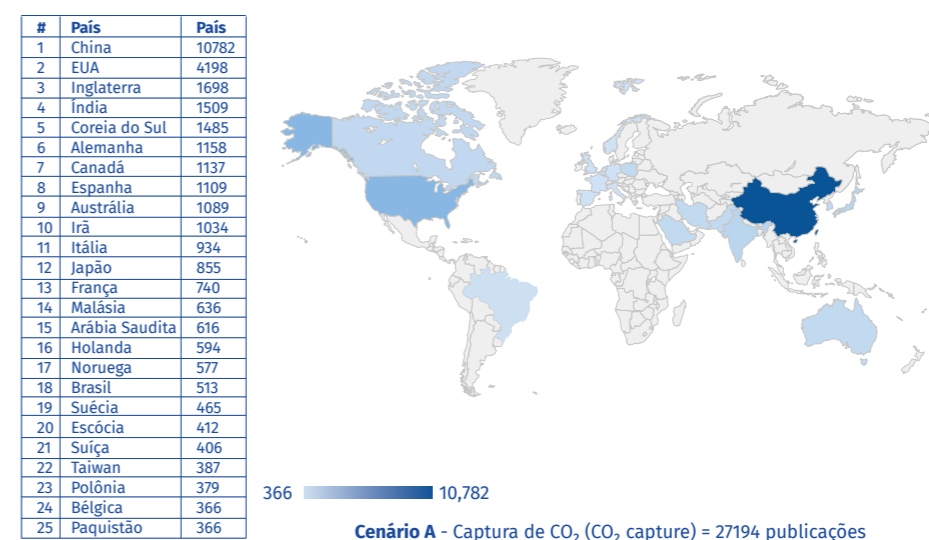 # País País
1 China 10782
2 EUA 4198
3 Inglaterra 1698
4 Índia 1509
5 Coreia do Sul 1485
6 Alemanha 1158
7 Canadá 1137
8 Espanha 1109
9 Austrália 1089
10 Irã 1034
11 Itália 934
12 Japão 855
13 França 740
14 Malásia 636
15 Arábia Saudita 616
16 Holanda 594
17 Noruega 577
18 Brasil 513
19 Suécia 465
20 Escócia 412
21 Suíça 406
22 Taiwan 387
23 Polônia 379
24 Bélgica 366
25 Paquistão 366
366 10,782
Cenário A - Captura de CO₂ (CO₂ capture) = 27194 publicações